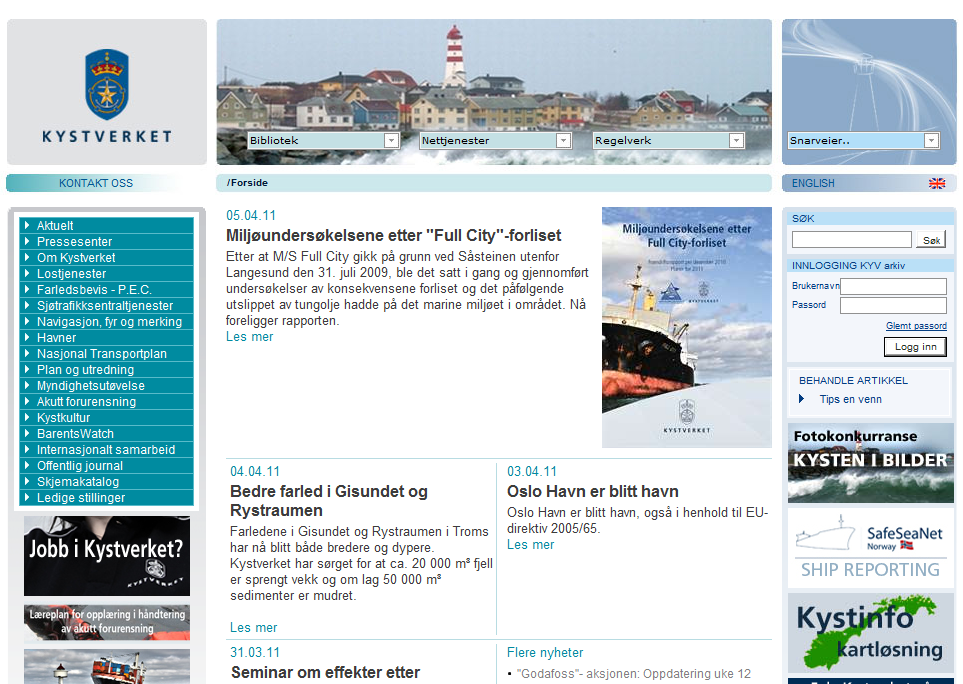 KYSTVERKET
Bibliotek
Nettjenester
Regelverk
Snarveier..
KONTAKT OSS
/Forside
ENGLISH
Aktuelt
Pressesenter
Om Kystverket
Lostjenester
Farledsbevis - P.E.C.
Sjøtrafikksentraltjenester
Navigasjon, fyr og merking
Havner
Nasjonal Transportplan
Plan og utredning
Myndighetsutøvelse
Akutt forurensning
Kystkultur
BarentsWatch
Internasjonalt samarbeid
Offentlig journal
Skjemakatalog
Ledige stillinger
Jobb i Kystverket?
KYSTVERKET
Læreplan for opplæring i håndtering
av akutt forurensning
05.04.11
Miljøundersøkelsene etter "Full City"-forliset
Etter at M/S Full City gikk på grunn ved Såsteinen utenfor
Langesund den 31. juli 2009, ble det satt i gang og gjennomført
undersøkelser av konsekvensene forliset og det påfølgende
utslippet av tungolje hadde på det marine miljøet i området. Nå
foreligger rapporten.
Les mer
Miljøundersøkelsene etter
Full City-forliset
KYSTVERKET
04.04.11
Bedre farled i Gisundet og
Rystraumen
Farledene i Gisundet og Rystraumen i Troms
har nå blitt både bredere og dypere.
Kystverket har sørget for at ca. 20 000 m³ fjell
er sprengt vekk og om lag 50 000 m³
sedimenter er mudret.
Les mer
03.04.11
Oslo Havn er blitt havn
Oslo Havn er blitt havn, også i henhold til EU-
direktiv 2005/65.
Les mer
31.03.11
Seminar om effekter etter
Flere nyheter
"Godafoss"- aksjonen: Oppdatering uke 12
SØK
Søk
INNLOGGING KYV arkiv
Brukernavn
Passord
Glemt passord
Logg inn
BEHANDLE ARTIKKEL
Tips en venn
Fotokonkurranse
KYSTEN I BILDER
SafeSeaNet
Norway
SHIP REPORTING
Kystinfo
kartløsning